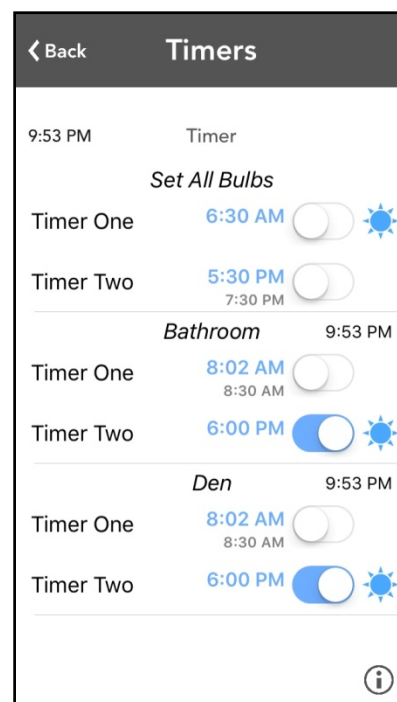 Back Timers
9:53 PM Timer
Set All Bulbs
Timer One 6:30 AM
Timer Two 5:30 PM
7:30 PM
Bathroom 9:53 PM
Timer One 8:02 AM
8:30 AM
Timer Two 6:00 PM
Den 9:53 PM
Timer One 8:02 AM
8:30 AM
Timer Two 6:00 PM